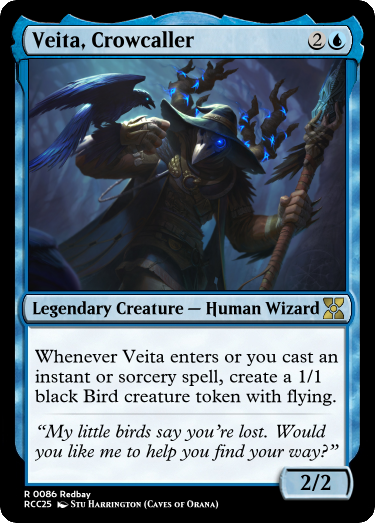 Veita, Crowcaller 2
Legendary Creature — Human Wizard
Whenever Veita enters or you cast an
instant or sorcery spell, create a 1/1
black Bird creature token with flying.
“My little birds say you’re lost. Would
you like me to help you find your way?”
2/2
R 0086 Redbay
RCC25 Stu Harrington (Caves of Orana)